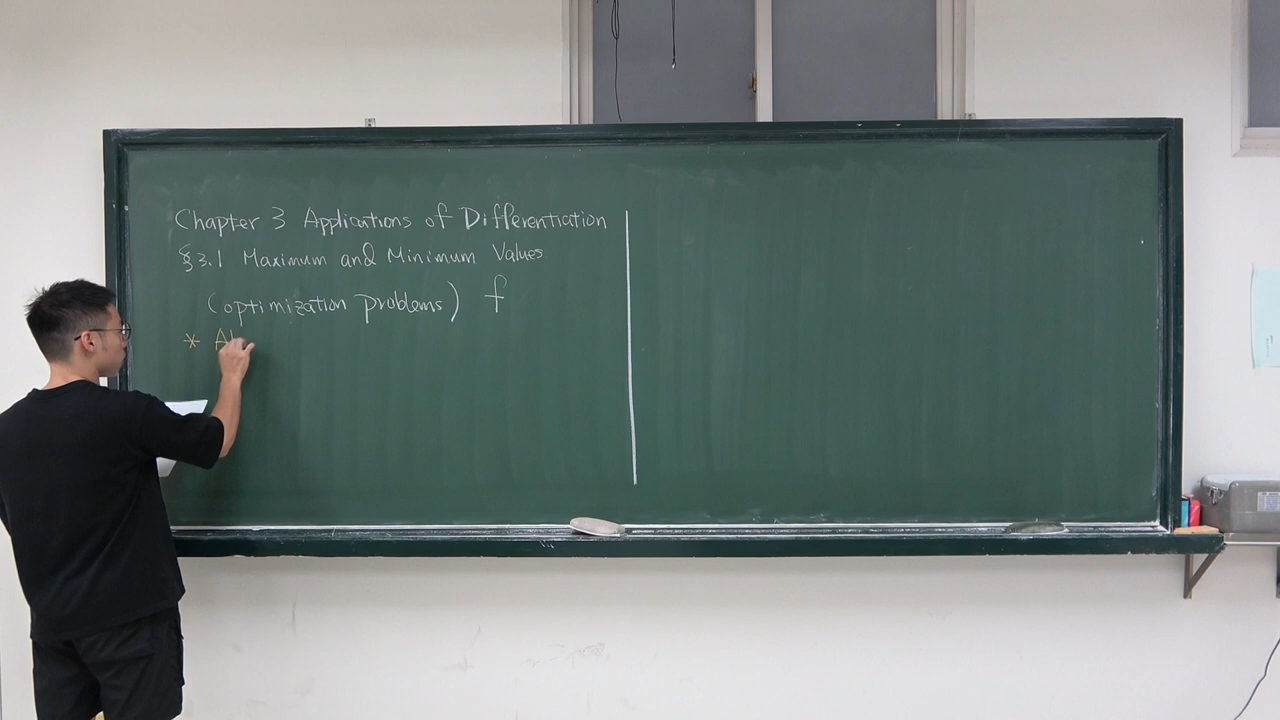 Chapter 3 Applications of Differentiation
§3.1 Maximum and Minimum Values
(optimization problems) f
* A